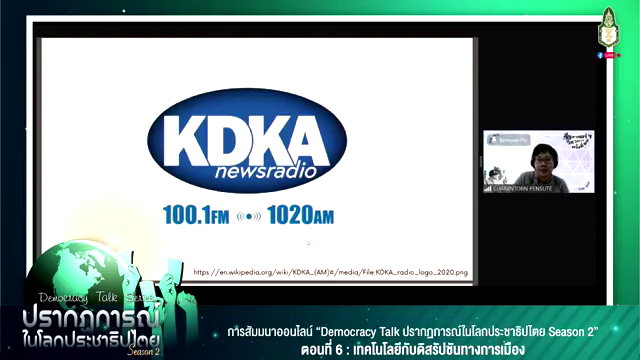 KDKA
newsradio
100.1FM 1020AM
https://en.wikipedia.org/wiki/KDKA_(AM)#/media/File:KDKA_radio_logo_2020.png
CHANINTORN PENSUTE
LIVE
Democracy Talk Series
ปรากฏการณ์
ในโลกประชาธิปไตย
Season 2
การสัมมนาออนไลน์ “Democracy Talk ปรากฏการณ์ในโลกประชาธิปไตย Season 2”
ตอนที่ 6 : เทคโนโลยีกับดิสรัปชันทางการเมือง